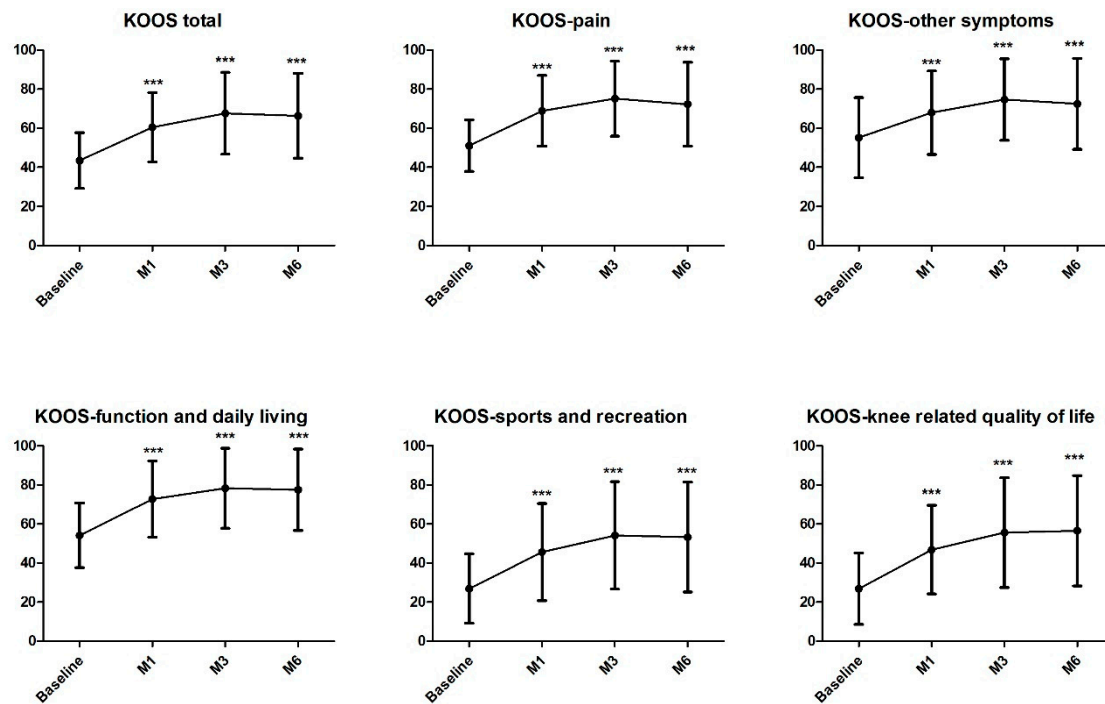 KOOS total
KOOS-pain
KOOS-other symptoms
100
80
60
40
20
0
***
***
***
Baseline
M1
M3
M6
100
80
60
40
20
0
***
***
***
Baseline
M1
M3
M6
100
80
60
40
20
0
***
***
***
Baseline
M1
M3
M6
KOOS-function and daily living
KOOS-sports and recreation
KOOS-knee related quality of life
100
80
60
40
20
0
***
***
***
Baseline
M1
M3
M6
100
80
60
40
20
0
***
***
***
Baseline
M1
M3
M6
100
80
60
40
20
0
***
***
***
Baseline
M1
M3
M6